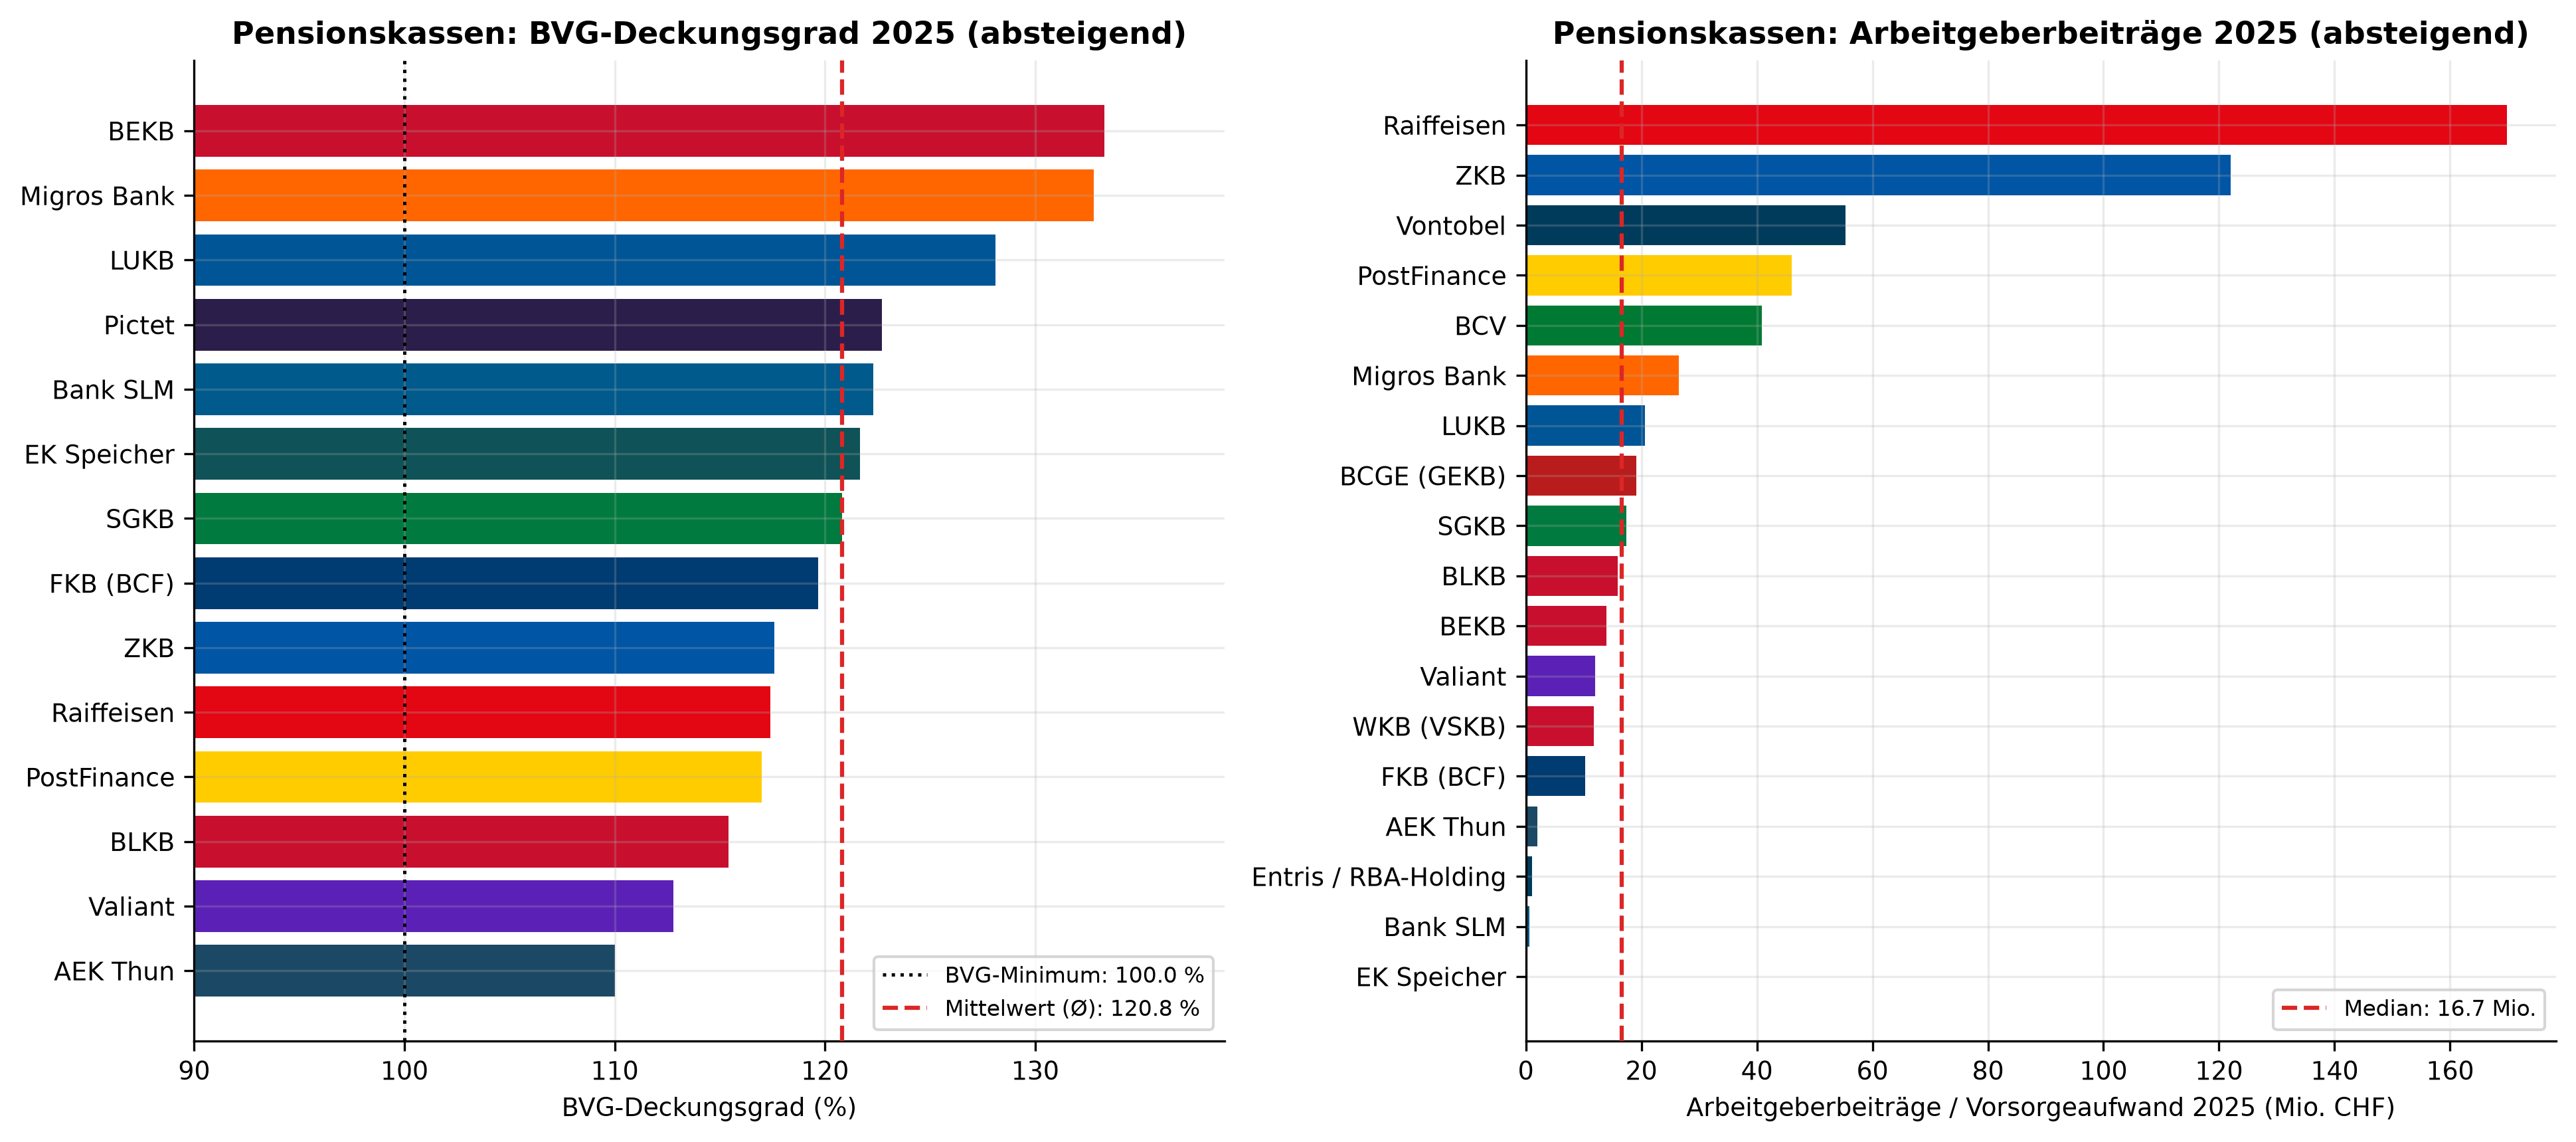 Pensionskassen: BVG-Deckungsgrad 2025 (absteigend)
BEKB
Migros Bank
LUKB
Pictet
Bank SLM
EK Speicher
SGKB
FKB (BCF)
ZKB
Raiffeisen
PostFinance
BLKB
Valiant
AEK Thun
BVG-Minimum: 100.0 %
Mittelwert (Ø): 120.8 %
90 100 110 120 130
BVG-Deckungsgrad (%)
Pensionskassen: Arbeitgeberbeiträge 2025 (absteigend)
Raiffeisen
ZKB
Vontobel
PostFinance
BCV
Migros Bank
LUKB
BCGE (GEKB)
SGKB
BLKB
BEKB
Valiant
WKB (VSKB)
FKB (BCF)
AEK Thun
Entris / RBA-Holding
Bank SLM
EK Speicher
Median: 16.7 Mio.
0 20 40 60 80 100 120 140 160
Arbeitgeberbeiträge / Vorsorgeaufwand 2025 (Mio. CHF)